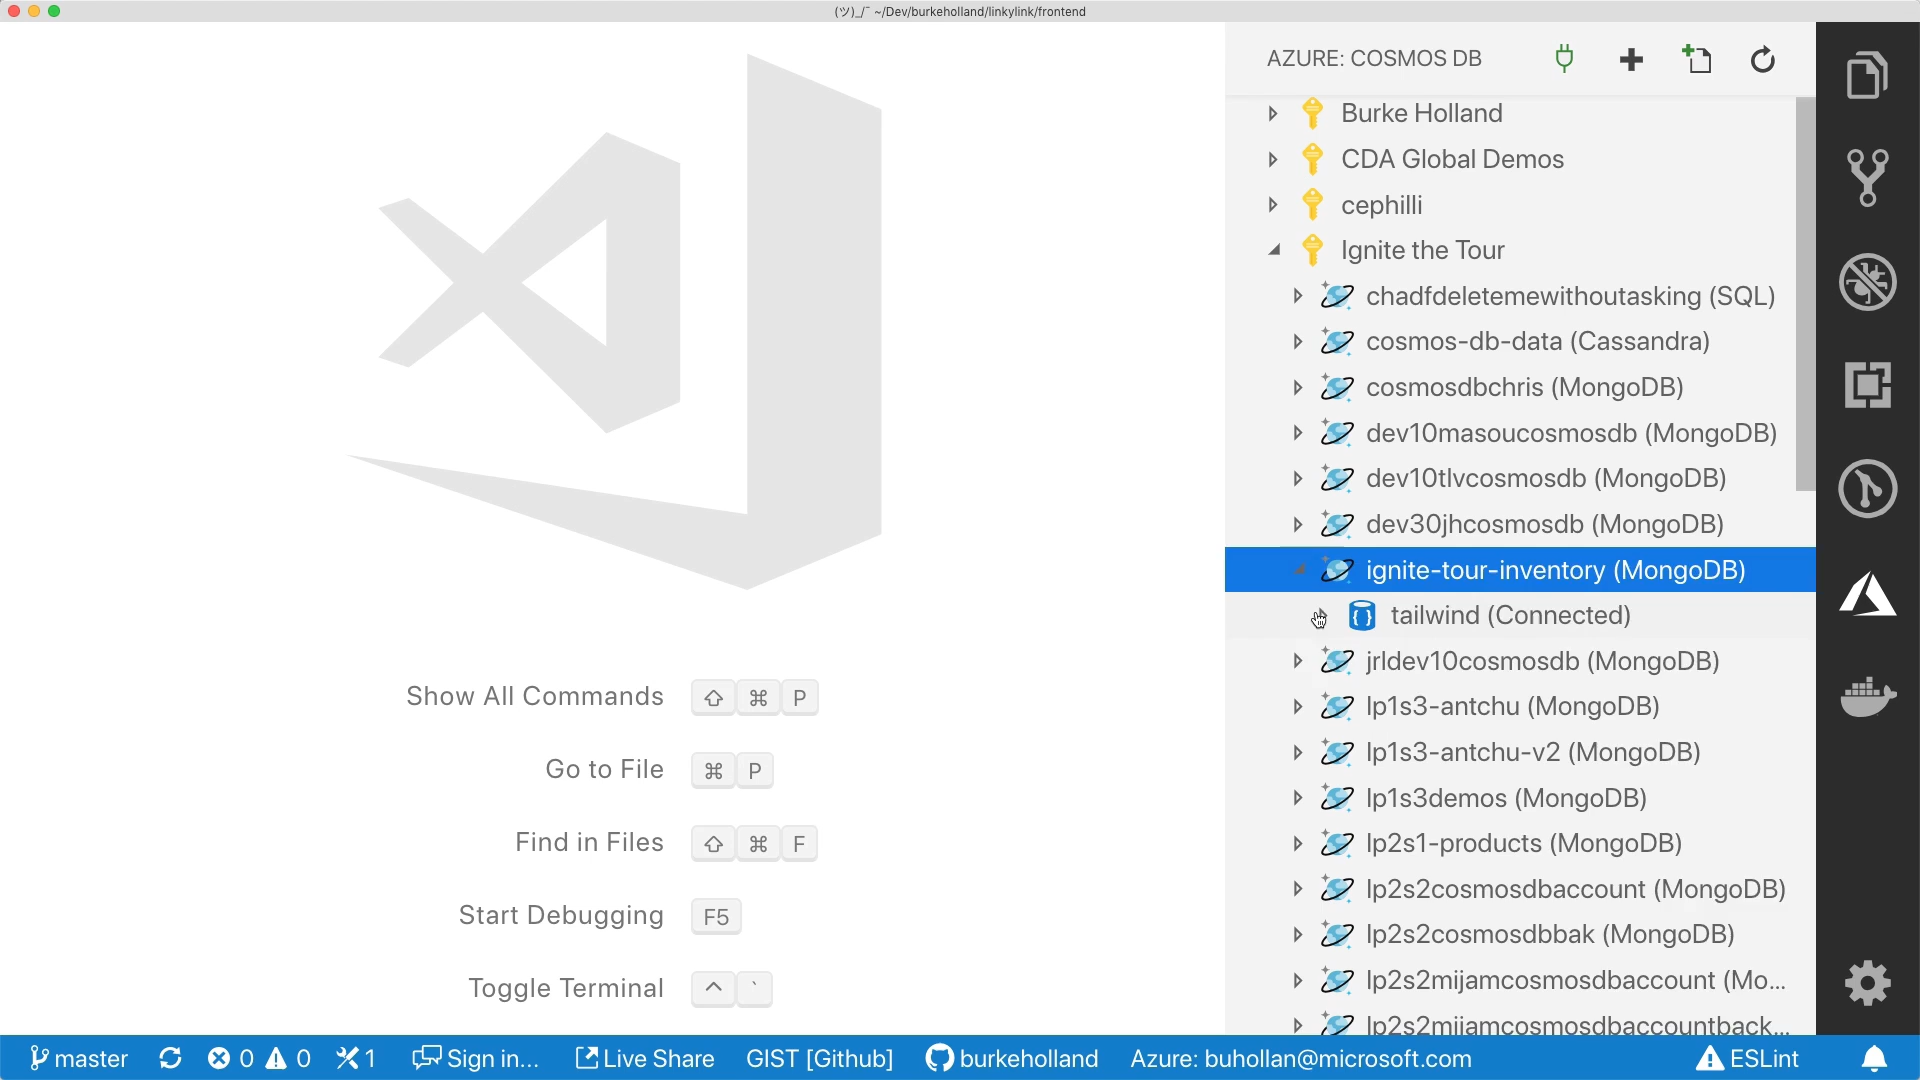 (ツ)_/¯ ~/Dev/burkeholland/linkylink/frontend
AZURE: COSMOS DB
Burke Holland
CDA Global Demos
cephilli
Ignite the Tour
chadfdeletemewithoutasking (SQL)
cosmos-db-data (Cassandra)
cosmosdbchris (MongoDB)
dev10masoucosmosdb (MongoDB)
dev10tlvcosmosdb (MongoDB)
dev30jhcosmosdb (MongoDB)
ignite-tour-inventory (MongoDB)
tailwind (Connected)
jrldev10cosmosdb (MongoDB)
lp1s3-antchu (MongoDB)
lp1s3-antchu-v2 (MongoDB)
lp1s3demos (MongoDB)
lp2s1-products (MongoDB)
lp2s2cosmosdbaccount (MongoDB)
lp2s2cosmosdbbak (MongoDB)
lp2s2mijamcosmosdbaccount (Mo...
lp2s2mijamcosmosdbaccountback...
Show All Commands ⇧ ⌘ P
Go to File ⌘ P
Find in Files ⇧ ⌘ F
Start Debugging F5
Toggle Terminal ^ `
master 0 0 1 Sign in... Live Share GIST [Github] burkeholland Azure: buhollan@microsoft.com ESLint